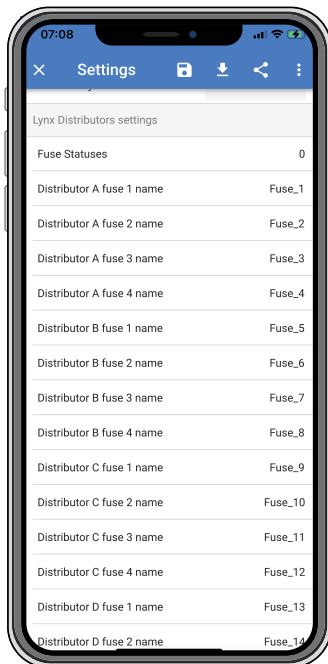 07:08
Settings
Lynx Distributors settings
Fuse Statuses 0
Distributor A fuse 1 name Fuse_1
Distributor A fuse 2 name Fuse_2
Distributor A fuse 3 name Fuse_3
Distributor A fuse 4 name Fuse_4
Distributor B fuse 1 name Fuse_5
Distributor B fuse 2 name Fuse_6
Distributor B fuse 3 name Fuse_7
Distributor B fuse 4 name Fuse_8
Distributor C fuse 1 name Fuse_9
Distributor C fuse 2 name Fuse_10
Distributor C fuse 3 name Fuse_11
Distributor C fuse 4 name Fuse_12
Distributor D fuse 1 name Fuse_13
Distributor D fuse 2 name Fuse_14